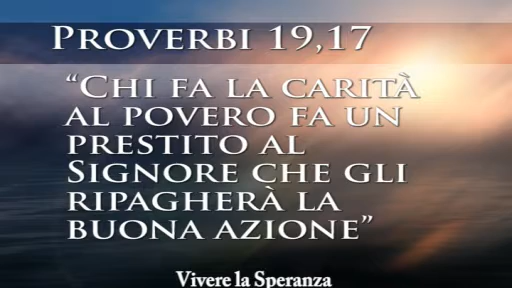 PROVERBI 19,17
“CHI FA LA CARITÀ
AL POVERO FA UN
PRESTITO AL
SIGNORE CHE GLI
RIPAGHERÀ LA
BUONA AZIONE”
Vivere la Speranza